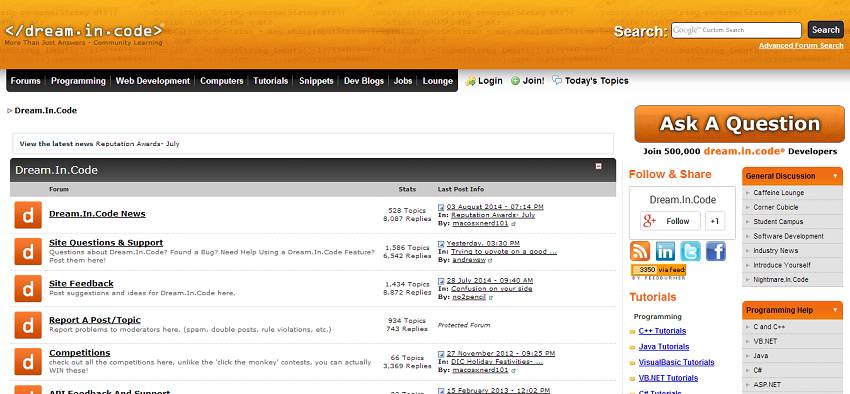 </dream.in.code>
More Than Just Answers - Community Learning
Search: Google™ Custom Search Search
Advanced Forum Search
Forums Programming Web Development Computers Tutorials Snippets Dev Blogs Jobs Lounge Login Join! Today's Topics
Dream.In.Code
View the latest news Reputation Awards- July
Dream.In.Code
Forum Stats Last Post Info
Dream.In.Code News
528 Topics
8,087 Replies
03 August 2014 - 07:14 PM
In: Reputation Awards- July
By: macosxnerd101
Site Questions & Support
Questions about Dream.In.Code? Found a Bug? Need Help Using a Dream.In.Code Feature?
Post them here!
1,586 Topics
6,542 Replies
Yesterday, 03:30 PM
In: Trying to upvote on a good ...
By: andrewsw
Site Feedback
Post suggestions and ideas for Dream.In.Code here.
1,434 Topics
8,872 Replies
28 July 2014 - 09:40 AM
In: Confusion on your side
By: no2pencil
Report A Post/Topic
Report problems to moderators here. (spam, double posts, rule violations, etc.)
934 Topics
743 Replies
Protected Forum
Competitions
check out all the competitions here, unlike the 'click the monkey' contests, you can actually
WIN these!
66 Topics
3,369 Replies
27 November 2012 - 09:25 PM
In: DIC Holiday Festivities- ...
By: macosxnerd101
API Feedback And Support
15 February 2013 - 12:02 PM
Ask A Question
Join 500,000 dream.in.code® Developers
Follow & Share
Dream.In.Code
g+ Follow +1
3350 via feed
BY FEEDBURNER
Tutorials
Programming
C++ Tutorials
Java Tutorials
VisualBasic Tutorials
VB.NET Tutorials
C# Tutorials
General Discussion
Caffeine Lounge
Corner Cubicle
Student Campus
Software Development
Industry News
Introduce Yourself
Nightmare.In.Code
Programming Help
C and C++
VB.NET
Java
C#
ASP.NET